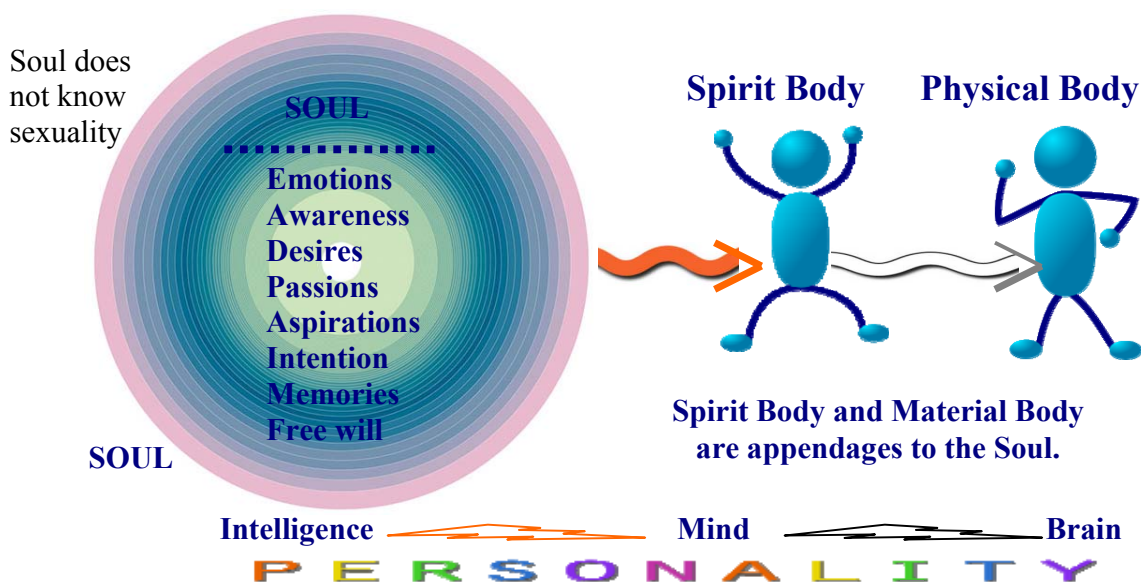 Soul does
not know
sexuality
SOUL
Emotions
Awareness
Desires
Passions
Aspirations
Intention
Memories
Free will
SOUL
Spirit Body
Physical Body
Spirit Body and Material Body
are appendages to the Soul.
Intelligence
Mind
Brain
PERSONALITY